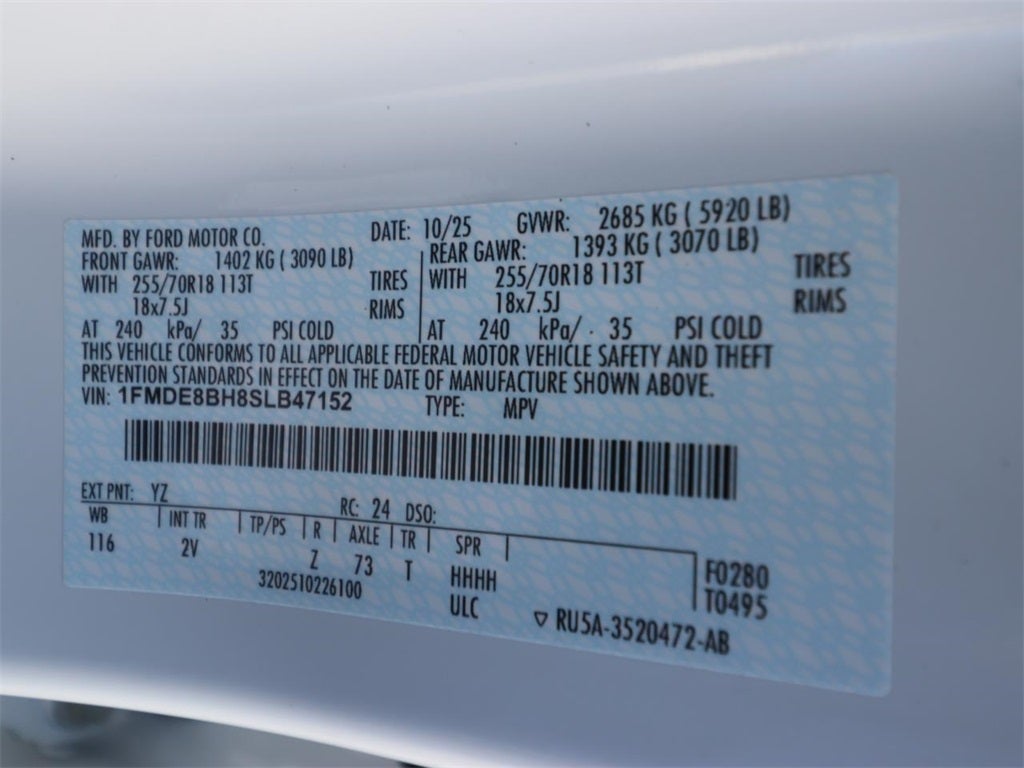 MFD. BY FORD MOTOR CO. DATE: 10/25 GVWR: 2685 KG ( 5920 LB)
FRONT GAWR: 1402 KG ( 3090 LB) REAR GAWR: 1393 KG ( 3070 LB)
WITH 255/70R18 113T TIRES WITH 255/70R18 113T TIRES
18x7.5J RIMS 18x7.5J RIMS
AT 240 kPa/ 35 PSI COLD AT 240 kPa/ 35 PSI COLD
THIS VEHICLE CONFORMS TO ALL APPLICABLE FEDERAL MOTOR VEHICLE SAFETY AND THEFT
PREVENTION STANDARDS IN EFFECT ON THE DATE OF MANUFACTURE SHOWN ABOVE.
VIN: 1FMDE8BH8SLB47152 TYPE: MPV
EXT PNT: YZ RC: 24 DSO:
WB INT TR TP/PS R AXLE TR SPR
116 2V Z 73 T HHHH F0280
3202510226100 ULC T0495
RU5A-3520472-AB